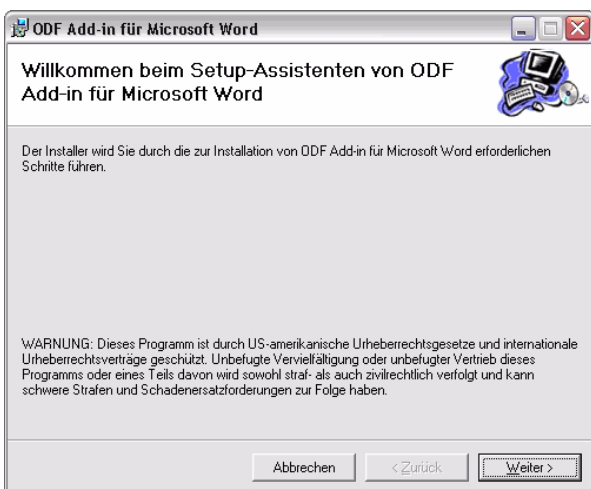 ODF Add-in für Microsoft Word
Willkommen beim Setup-Assistenten von ODF
Add-in für Microsoft Word
Der Installer wird Sie durch die zur Installation von ODF Add-in für Microsoft Word erforderlichen
Schritte führen.
WARNUNG: Dieses Programm ist durch US-amerikanische Urheberrechtsgesetze und internationale
Urheberrechtsverträge geschützt. Unbefugte Vervielfältigung oder unbefugter Vertrieb dieses
Programms oder eines Teils davon wird sowohl straf- als auch zivilrechtlich verfolgt und kann
schwere Strafen und Schadenersatzforderungen zur Folge haben.
Abbrechen < Zurück Weiter >